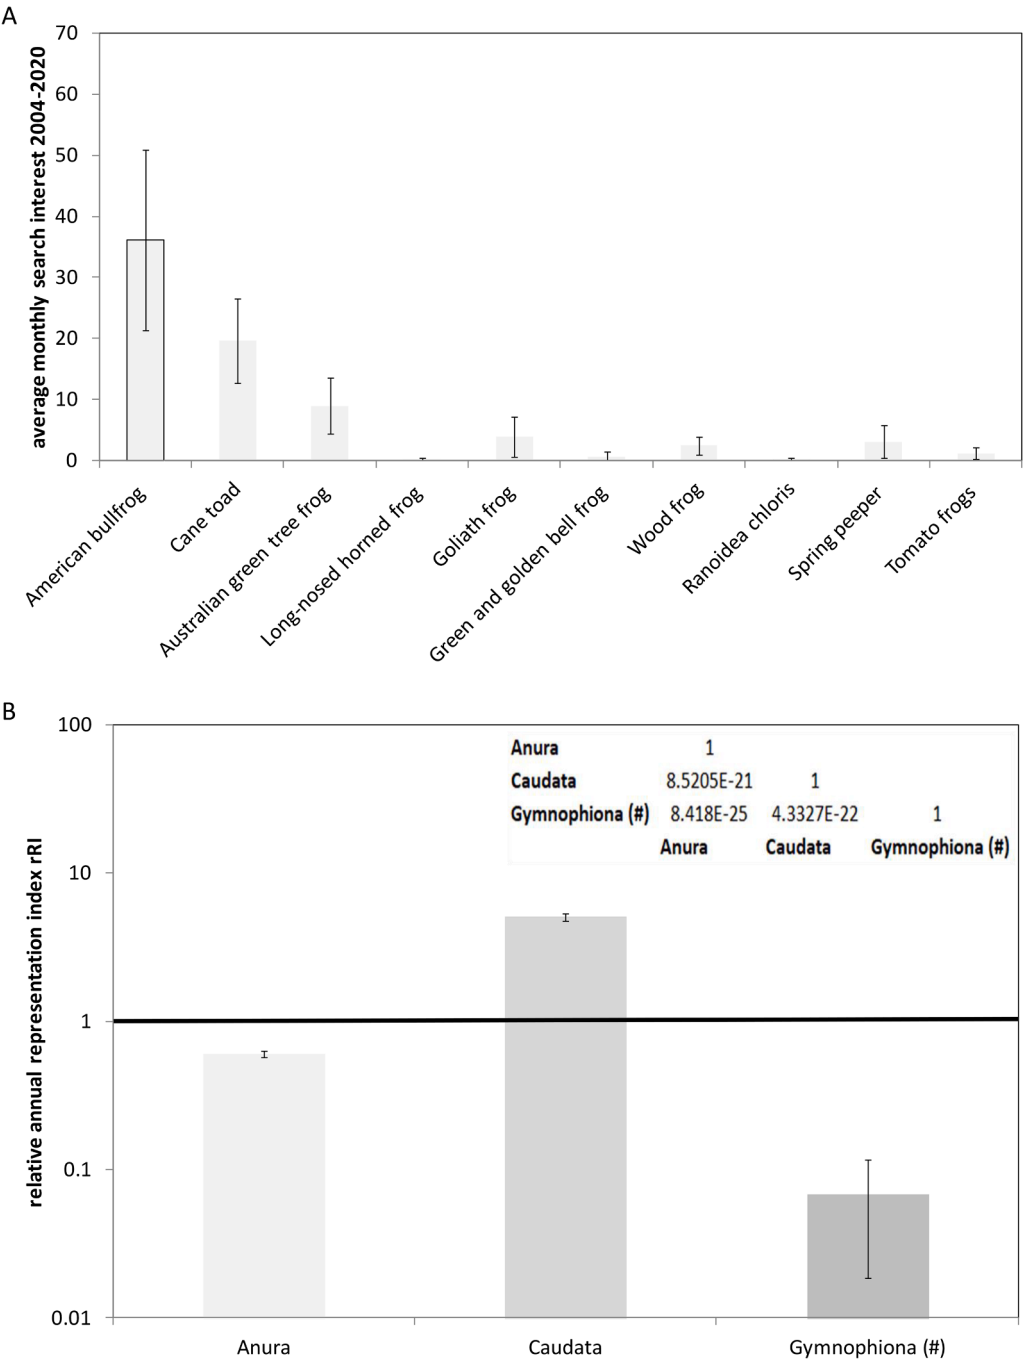 A
average monthly search interest 2004-2020
70
60
50
40
30
20
10
0
American bullfrog
Cane toad
Australian green tree frog
Long-nosed horned frog
Goliath frog
Green and golden bell frog
Wood frog
Ranoidea chloris
Spring peeper
Tomato frogs
B
relative annual representation index rRI
100
10
1
0.1
0.01
Anura 1
Caudata 8.5205E-21 1
Gymnophiona (#) 8.418E-25 4.3327E-22 1
Anura Caudata Gymnophiona (#)
Anura Caudata Gymnophiona (#)